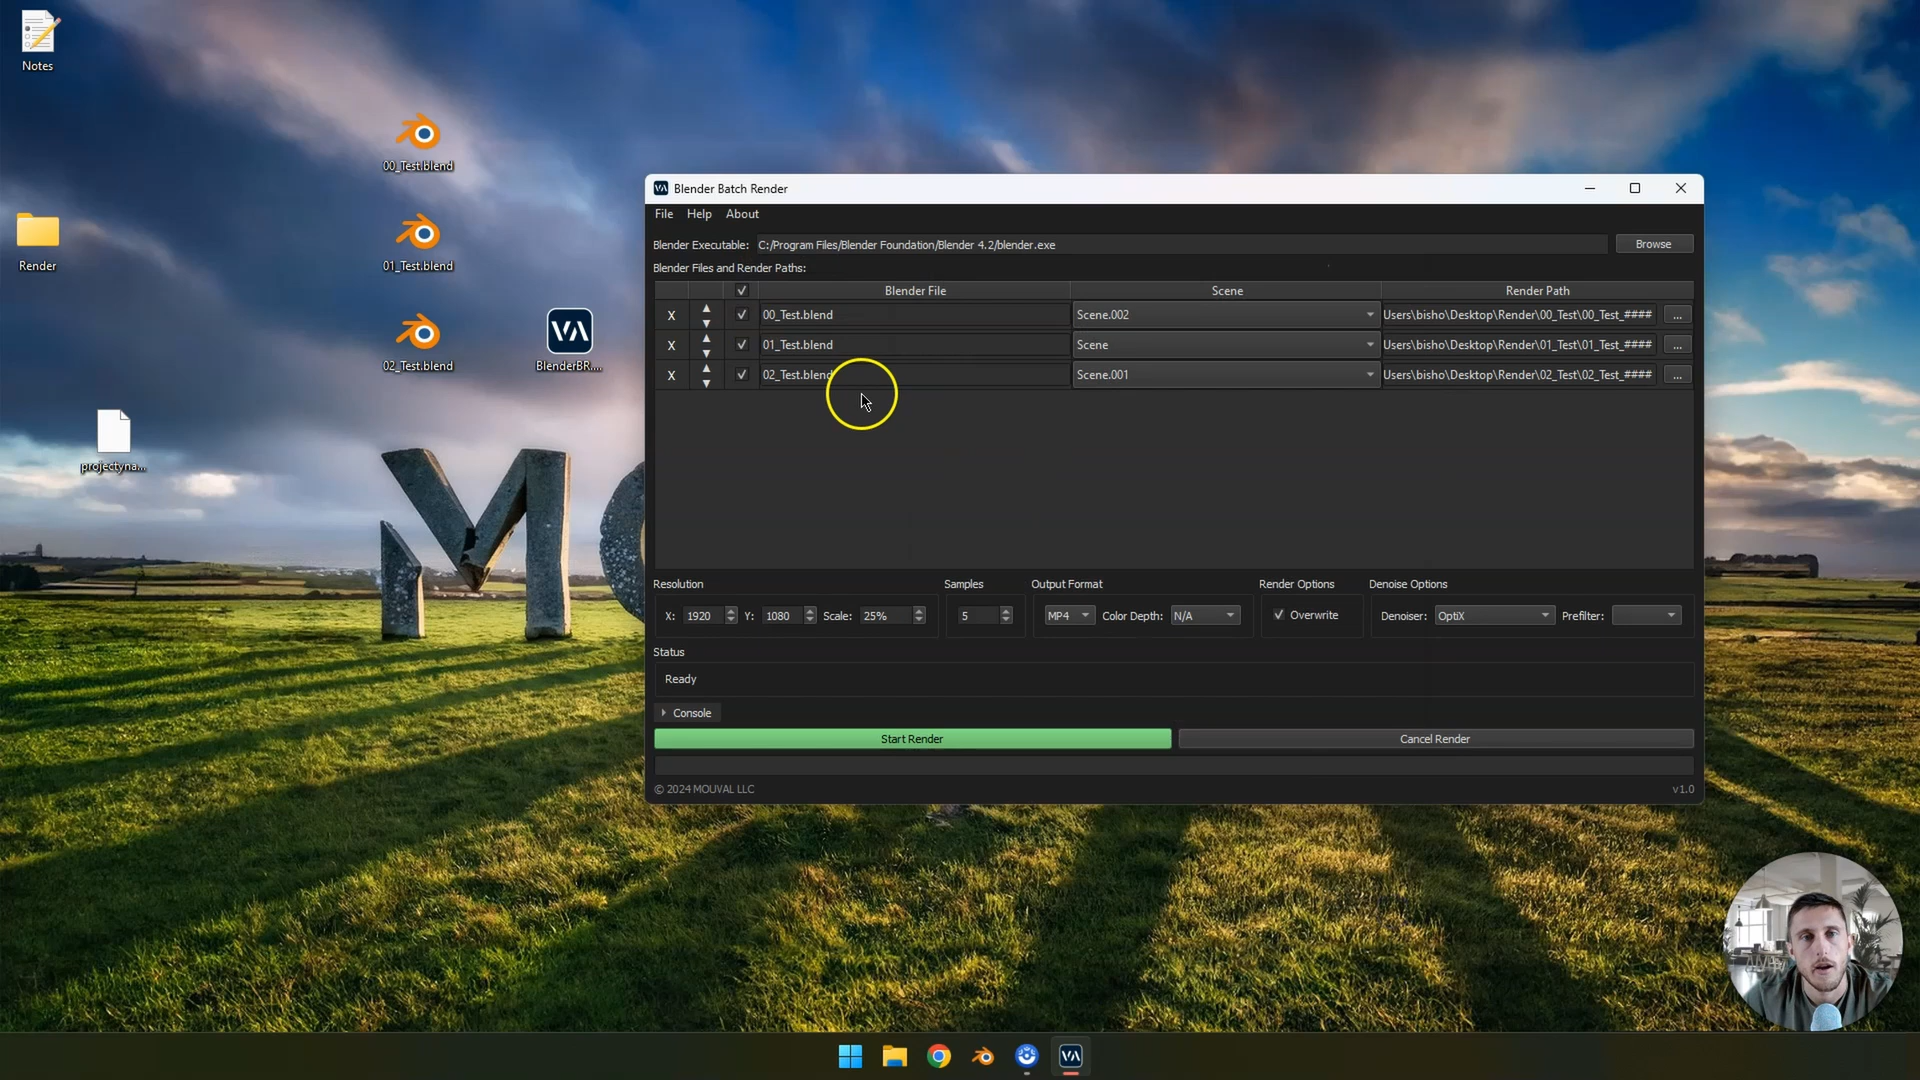 Notes
00_Test.blend
Render
01_Test.blend
02_Test.blend
VA
BlenderBR....
projectyna...
M
VA Blender Batch Render
File Help About
Blender Executable: C:/Program Files/Blender Foundation/Blender 4.2/blender.exe Browse
Blender Files and Render Paths:
Blender File Scene Render Path
X 00_Test.blend Scene.002 Users\bisho\Desktop\Render\00_Test\00_Test_#### ...
X 01_Test.blend Scene Users\bisho\Desktop\Render\01_Test\01_Test_#### ...
X 02_Test.blend Scene.001 Users\bisho\Desktop\Render\02_Test\02_Test_#### ...
Resolution Samples Output Format Render Options Denoise Options
X: 1920 Y: 1080 Scale: 25% 5 MP4 Color Depth: N/A Overwrite Denoiser: OptiX Prefilter:
Status
Ready
Console
Start Render Cancel Render
© 2024 MOUVAL LLC v1.0
VA